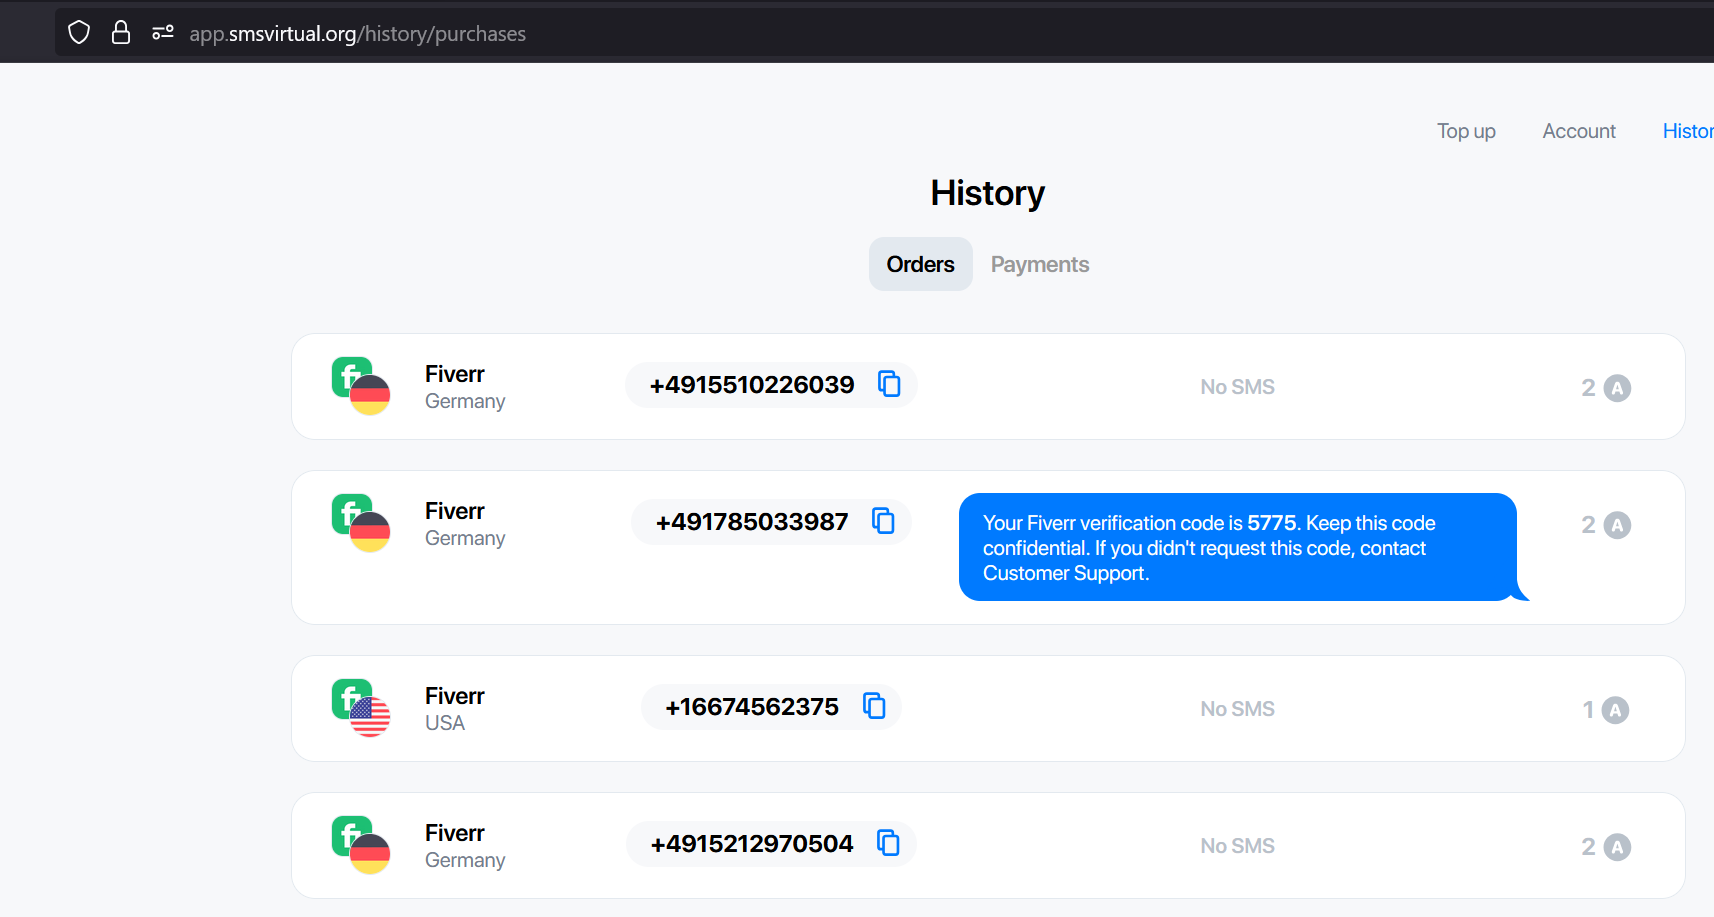 app.smsvirtual.org/history/purchases
Top up Account Histor
History
Orders Payments
Fiverr
Germany
+4915510226039
No SMS
2 A
Fiverr
Germany
+491785033987
Your Fiverr verification code is 5775. Keep this code
confidential. If you didn't request this code, contact
Customer Support.
2 A
Fiverr
USA
+16674562375
No SMS
1 A
Fiverr
Germany
+4915212970504
No SMS
2 A